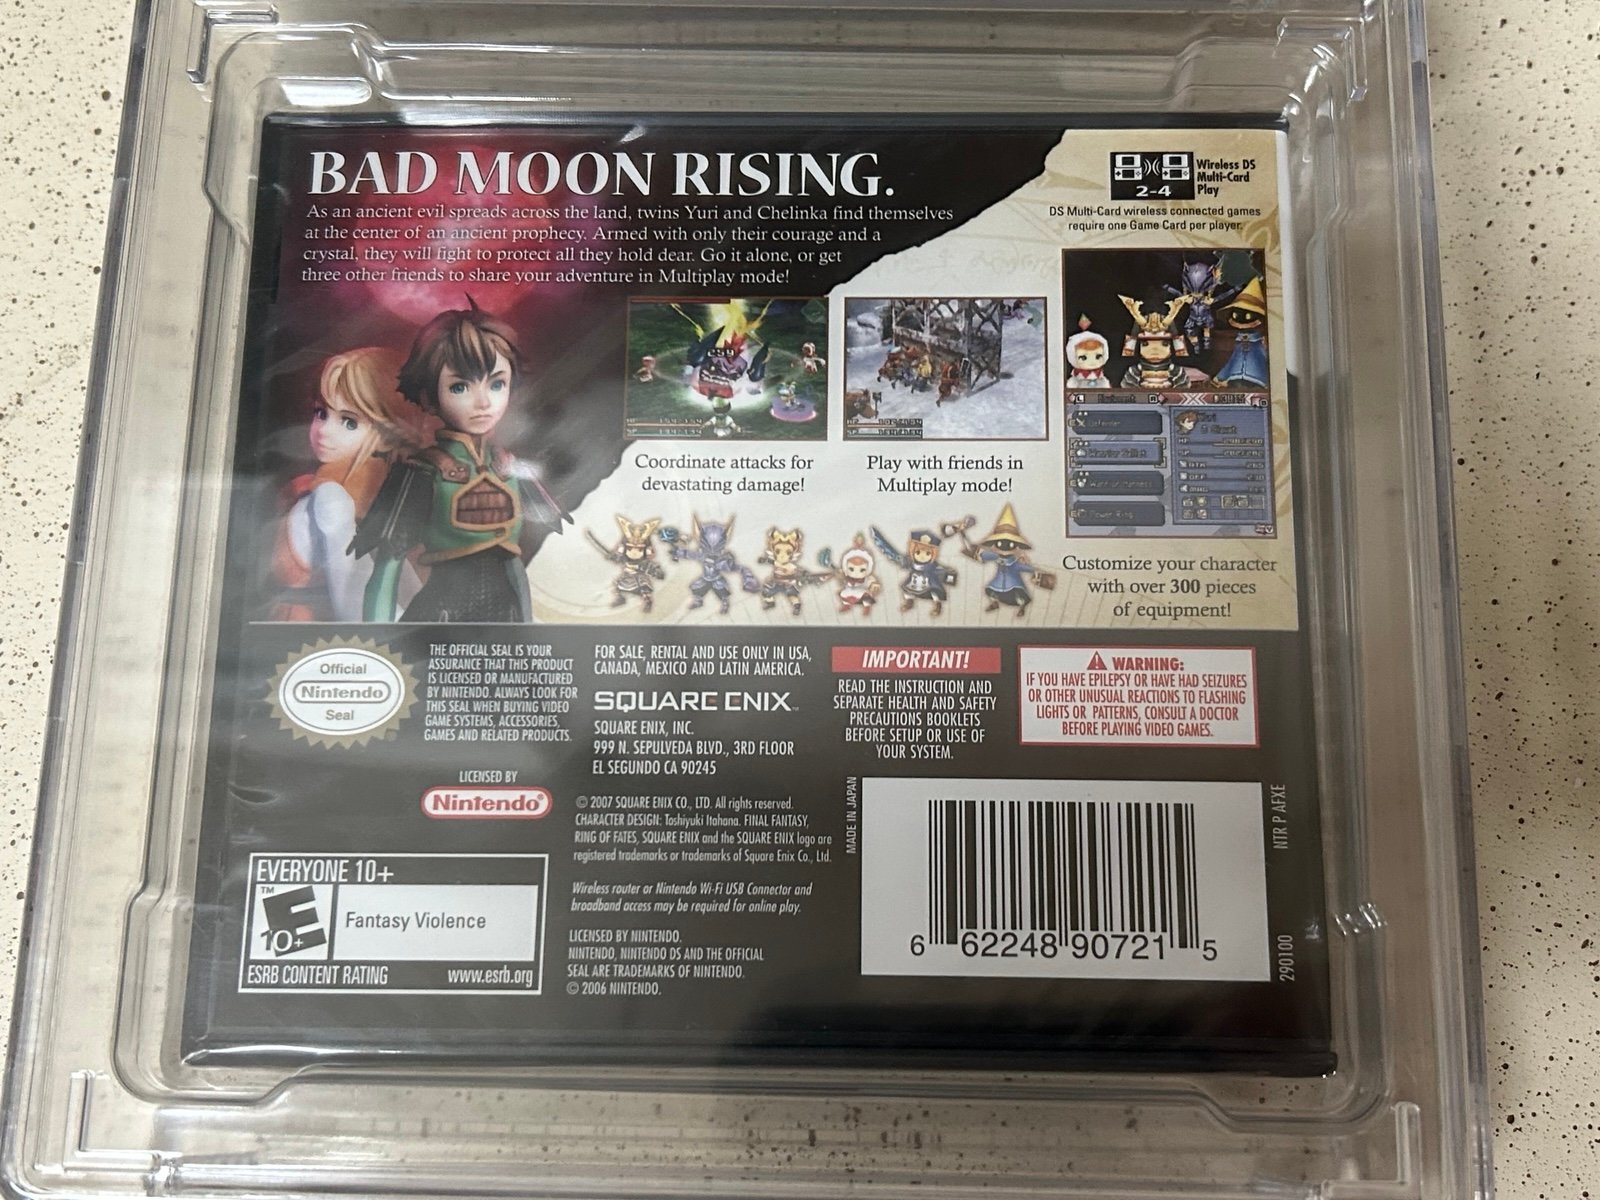 BAD MOON RISING.
As an ancient evil spreads across the land, twins Yuri and Chelinka find themselves
at the center of an ancient prophecy. Armed with only their courage and a
crystal, they will fight to protect all they hold dear. Go it alone, or get
three other friends to share your adventure in Multiplay mode!
2-4
Wireless DS
Multi-Card
Play
DS Multi-Card wireless connected games
require one Game Card per player.
Coordinate attacks for
devastating damage!
Play with friends in
Multiplay mode!
Customize your character
with over 300 pieces
of equipment!
Official
Nintendo
Seal
THE OFFICIAL SEAL IS YOUR
ASSURANCE THAT THIS PRODUCT
IS LICENSED OR MANUFACTURED
BY NINTENDO. ALWAYS LOOK FOR
THIS SEAL WHEN BUYING VIDEO
GAME SYSTEMS, ACCESSORIES,
GAMES AND RELATED PRODUCTS.
LICENSED BY
Nintendo®
FOR SALE, RENTAL AND USE ONLY IN USA,
CANADA, MEXICO AND LATIN AMERICA.
SQUARE ENIX™
SQUARE ENIX, INC.
999 N. SEPULVEDA BLVD., 3RD FLOOR
EL SEGUNDO CA 90245
© 2007 SQUARE ENIX CO., LTD. All rights reserved.
CHARACTER DESIGN: Toshiyuki Itahana. FINAL FANTASY,
RING OF FATES, SQUARE ENIX and the SQUARE ENIX logo are
registered trademarks or trademarks of Square Enix Co., Ltd.
Wireless router or Nintendo Wi-Fi USB Connector and
broadband access may be required for online play.
LICENSED BY NINTENDO.
NINTENDO, NINTENDO DS AND THE OFFICIAL
SEAL ARE TRADEMARKS OF NINTENDO.
© 2006 NINTENDO.
IMPORTANT!
READ THE INSTRUCTION AND
SEPARATE HEALTH AND SAFETY
PRECAUTIONS BOOKLETS
BEFORE SETUP OR USE OF
YOUR SYSTEM.
WARNING:
IF YOU HAVE EPILEPSY OR HAVE HAD SEIZURES
OR OTHER UNUSUAL REACTIONS TO FLASHING
LIGHTS OR PATTERNS, CONSULT A DOCTOR
BEFORE PLAYING VIDEO GAMES.
EVERYONE 10+
E
10+
™
Fantasy Violence
ESRB CONTENT RATING www.esrb.org
MADE IN JAPAN
6 62248 90721 5
NTR P AFXE
290100